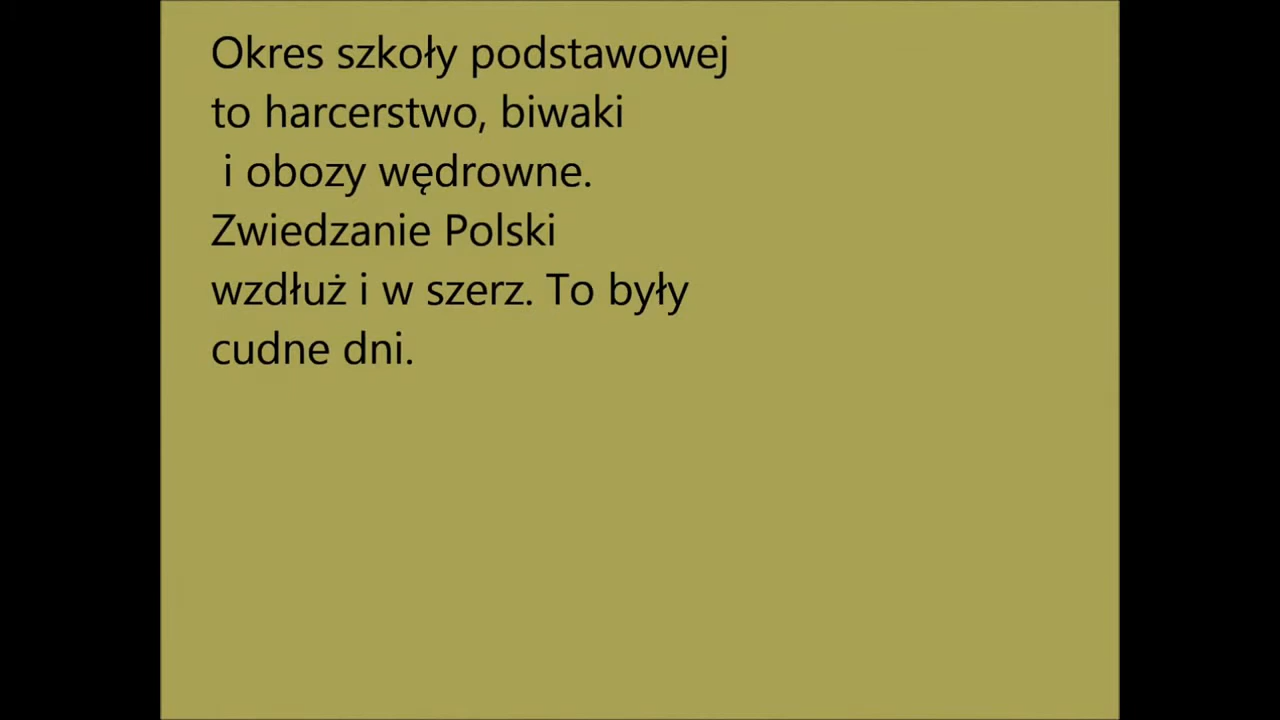 Okres szkoły podstawowej
to harcerstwo, biwaki
i obozy wędrowne.
Zwiedzanie Polski
wzdłuż i w szerz. To były
cudne dni.